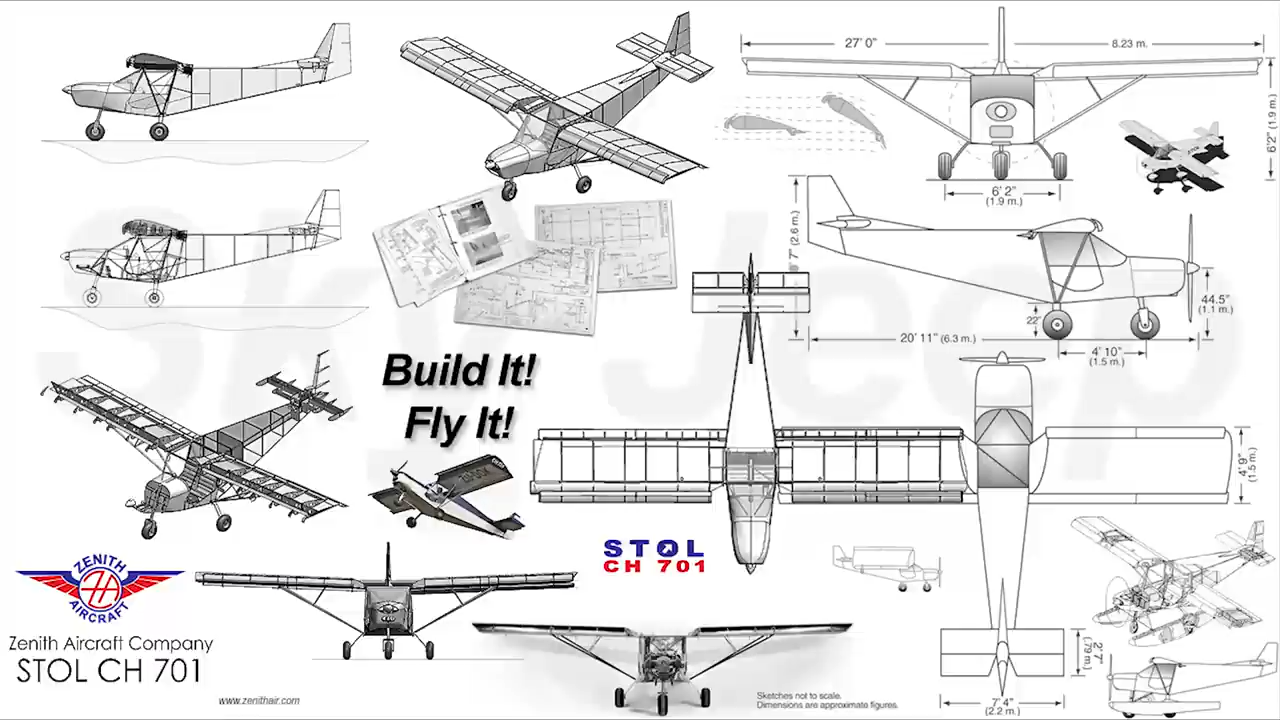 27' 0"
8.23 m.
6'2" (1.9 m.)
6' 2"
(1.9 m.)
7" (2.6 m.)
44.5"
(1.1 m.)
22"
20' 11" (6.3 m.)
4' 10"
(1.5 m.)
Sky Jeep
Build It!
Fly It!
4' 9"
(1.5 m.)
STOL
CH 701
ZENITH
AIRCRAFT
Zenith Aircraft Company
STOL CH 701
www.zenithair.com
Sketches not to scale.
Dimensions are approximate figures.
2' 7"
(.79 m.)
7' 4"
(2.2 m.)